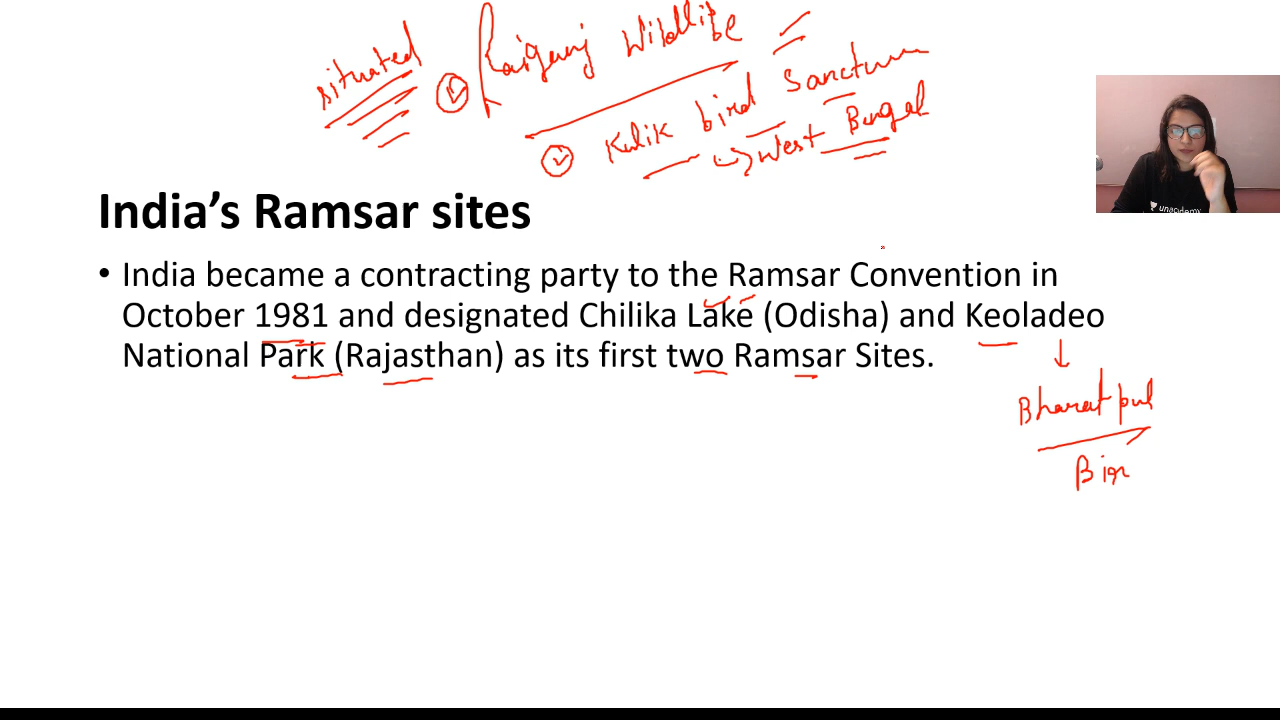 situated
Raiganj Wildlife
Kulik bird Sanctuary
West Bengal
unacademy
India's Ramsar sites
• India became a contracting party to the Ramsar Convention in
October 1981 and designated Chilika Lake (Odisha) and Keoladeo
National Park (Rajasthan) as its first two Ramsar Sites.
Bharatpur